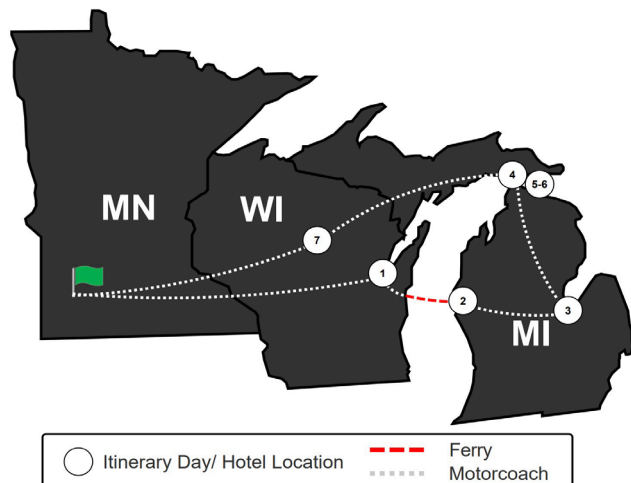 4
5-6
MN
WI
7
1
2
3
MI
Itinerary Day/ Hotel Location
Ferry
Motorcoach